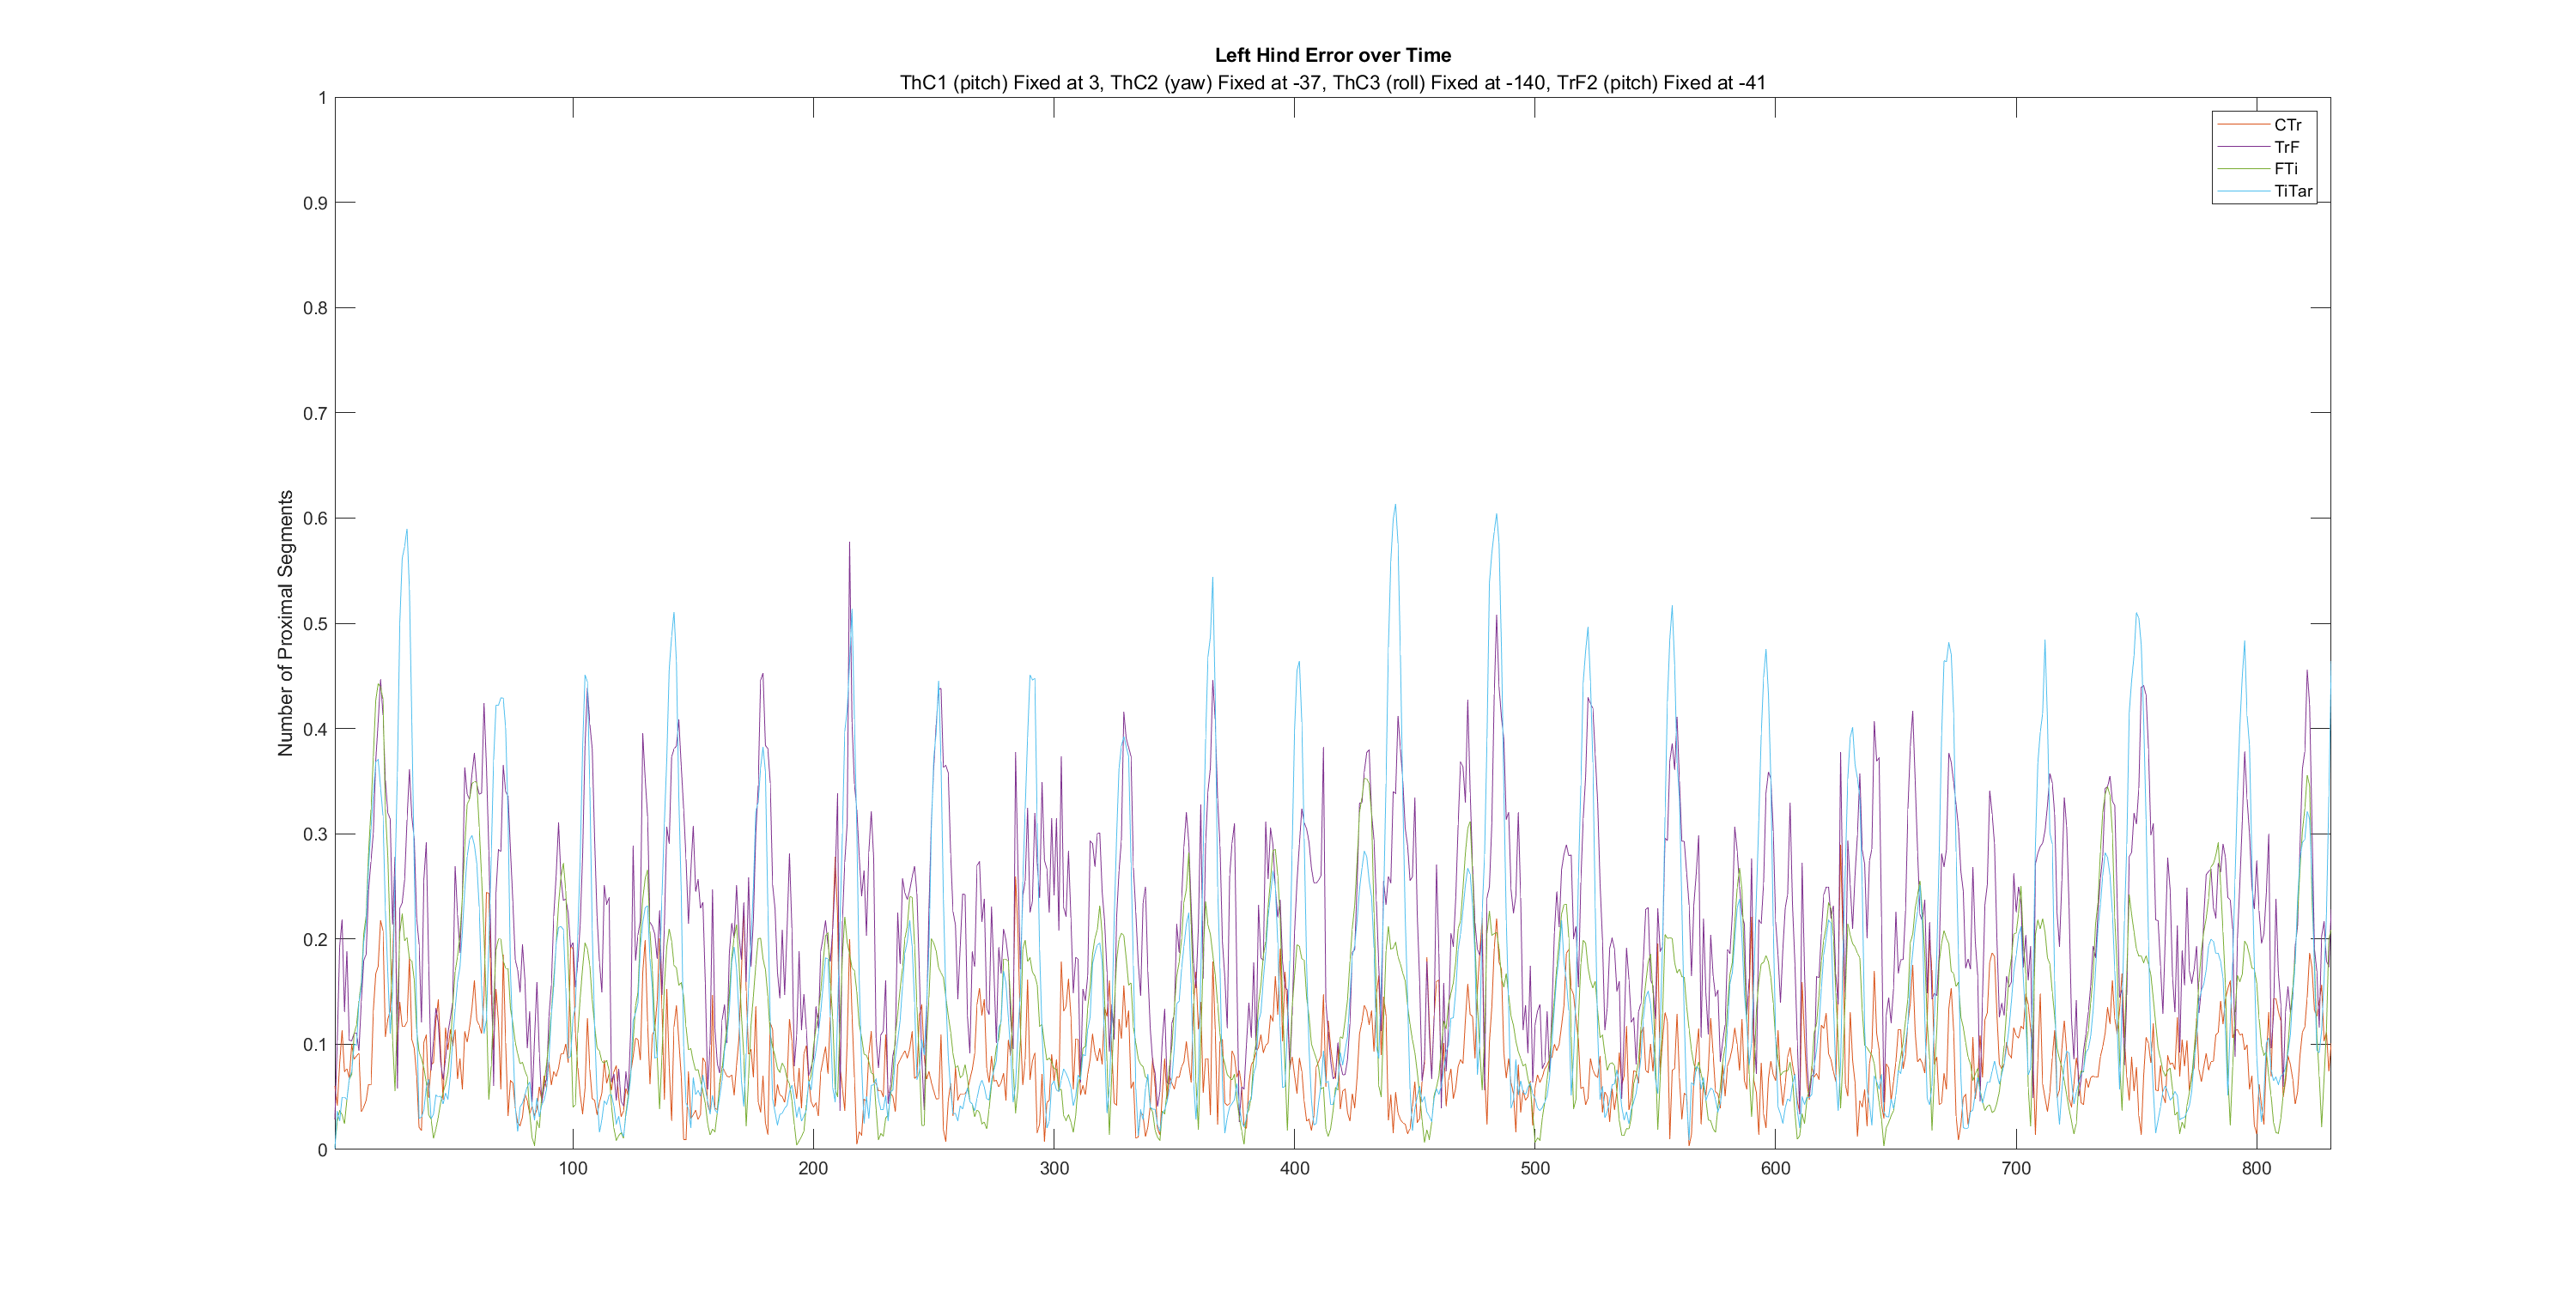 Left Hind Error over Time
ThC1 (pitch) Fixed at 3, ThC2 (yaw) Fixed at -37, ThC3 (roll) Fixed at -140, TrF2 (pitch) Fixed at -41
1
0.9
0.8
0.7
0.6
0.5
0.4
0.3
0.2
0.1
0
Number of Proximal Segments
CTr
TrF
FTi
TiTar
100 200 300 400 500 600 700 800